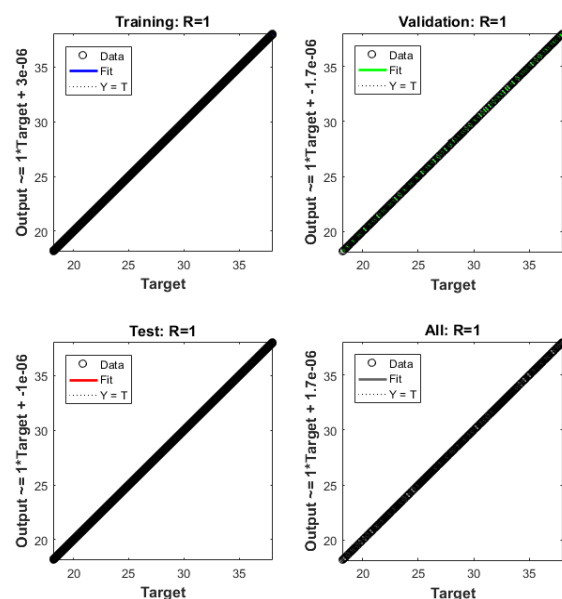 Training: R=1
Output ~= 1*Target + 3e-06
35
30
25
20
Data
Fit
Y = T
20 25 30 35
Target
Validation: R=1
Output ~= 1*Target + -1.7e-06
35
30
25
20
Data
Fit
Y = T
20 25 30 35
Target
Test: R=1
Output ~= 1*Target + -1e-06
35
30
25
20
Data
Fit
Y = T
20 25 30 35
Target
All: R=1
Output ~= 1*Target + 1.7e-06
35
30
25
20
Data
Fit
Y = T
20 25 30 35
Target